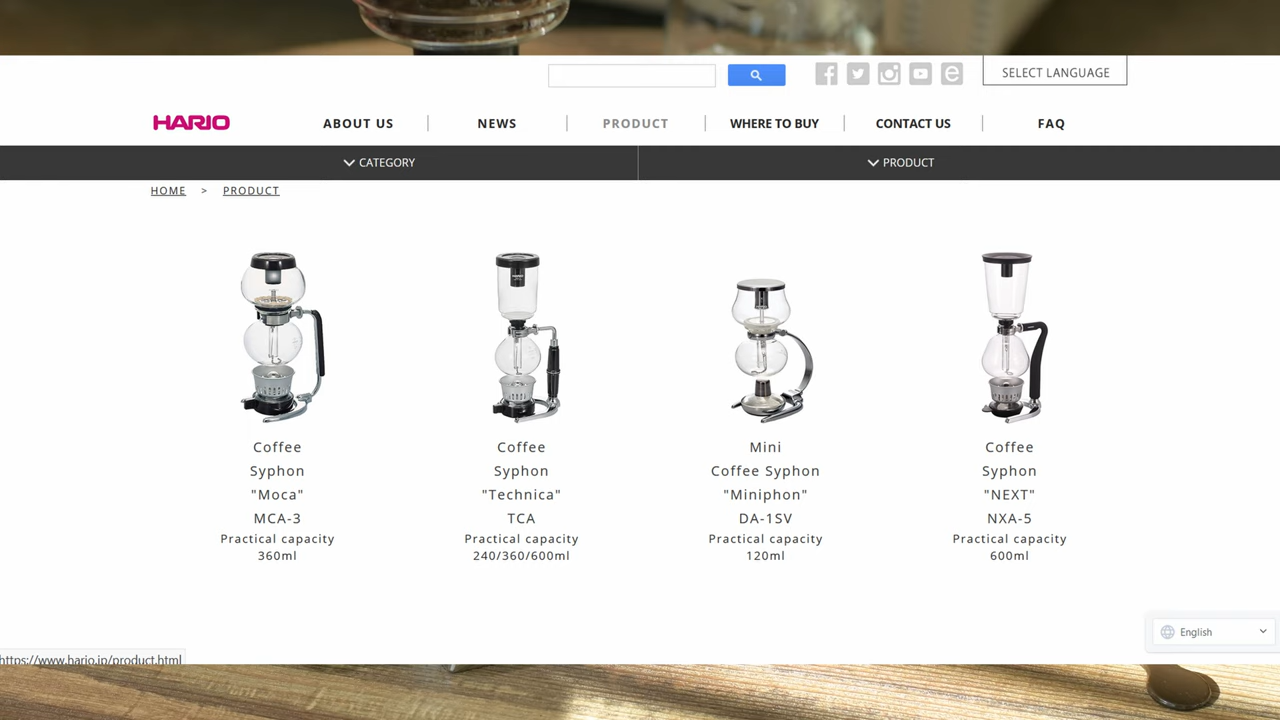 SELECT LANGUAGE
HARIO
ABOUT US
NEWS
PRODUCT
WHERE TO BUY
CONTACT US
FAQ
CATEGORY
PRODUCT
HOME > PRODUCT
Coffee
Syphon
"Moca"
MCA-3
Practical capacity
360ml
Coffee
Syphon
"Technica"
TCA
Practical capacity
240/360/600ml
Mini
Coffee Syphon
"Miniphon"
DA-1SV
Practical capacity
120ml
Coffee
Syphon
"NEXT"
NXA-5
Practical capacity
600ml
English
https://www.hario.jp/product.html